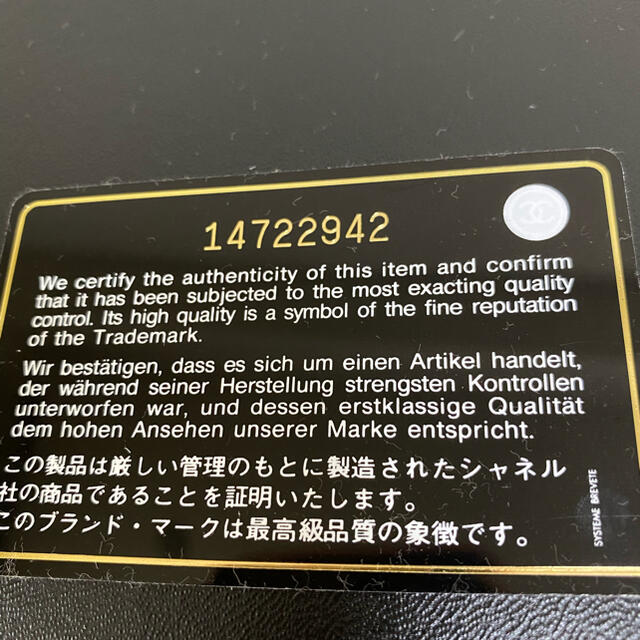 14722942
We certify the authenticity of this item and confirm
that it has been subjected to the most exacting quality
control. Its high quality is a symbol of the fine reputation
of the Trademark.
Wir bestätigen, dass es sich um einen Artikel handelt,
der während seiner Herstellung strengsten Kontrollen
unterworfen war, und dessen erstklassige Qualität
dem hohen Ansehen unserer Marke entspricht.
この製品は厳しい管理のもとに製造されたシャネル
社の商品であることを証明いたします。
このブランド・マークは最高級品質の象徴です。
SYSTEME BREVETE